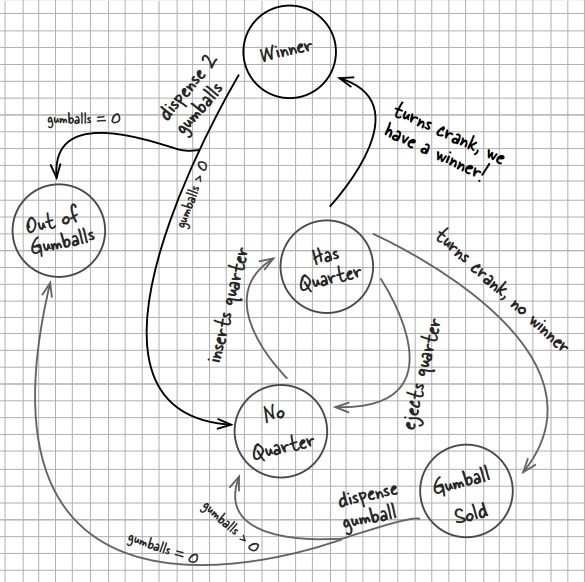 Winner
dispense 2
gumballs
gumballs = 0
turns crank, we
have a winner!
gumballs > 0
Out of
Gumballs
Has
Quarter
turns crank, no winner
inserts quarter
ejects quarter
No
Quarter
Gumball
Sold
dispense
gumball
gumballs > 0
gumballs = 0